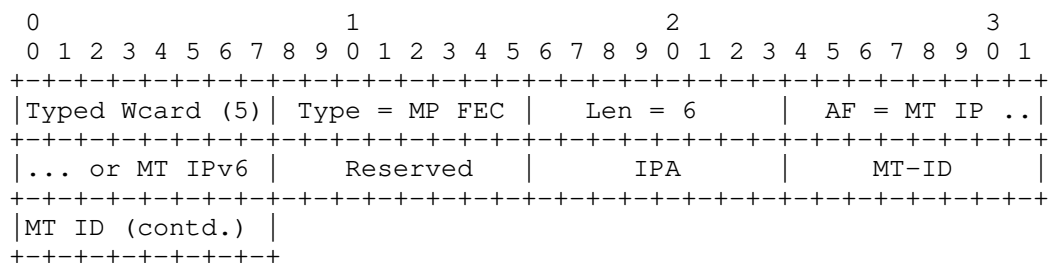 0                   1                   2                   3
 0 1 2 3 4 5 6 7 8 9 0 1 2 3 4 5 6 7 8 9 0 1 2 3 4 5 6 7 8 9 0 1
+-+-+-+-+-+-+-+-+-+-+-+-+-+-+-+-+-+-+-+-+-+-+-+-+-+-+-+-+-+-+-+-+
|Typed Wcard (5)| Type = MP FEC |   Len = 6     |  AF = MT IP ..|
+-+-+-+-+-+-+-+-+-+-+-+-+-+-+-+-+-+-+-+-+-+-+-+-+-+-+-+-+-+-+-+-+
|... or MT IPv6 |    Reserved   |      IPA      |     MT-ID     |
+-+-+-+-+-+-+-+-+-+-+-+-+-+-+-+-+-+-+-+-+-+-+-+-+-+-+-+-+-+-+-+-+
|MT ID (contd.) |
+-+-+-+-+-+-+-+-+